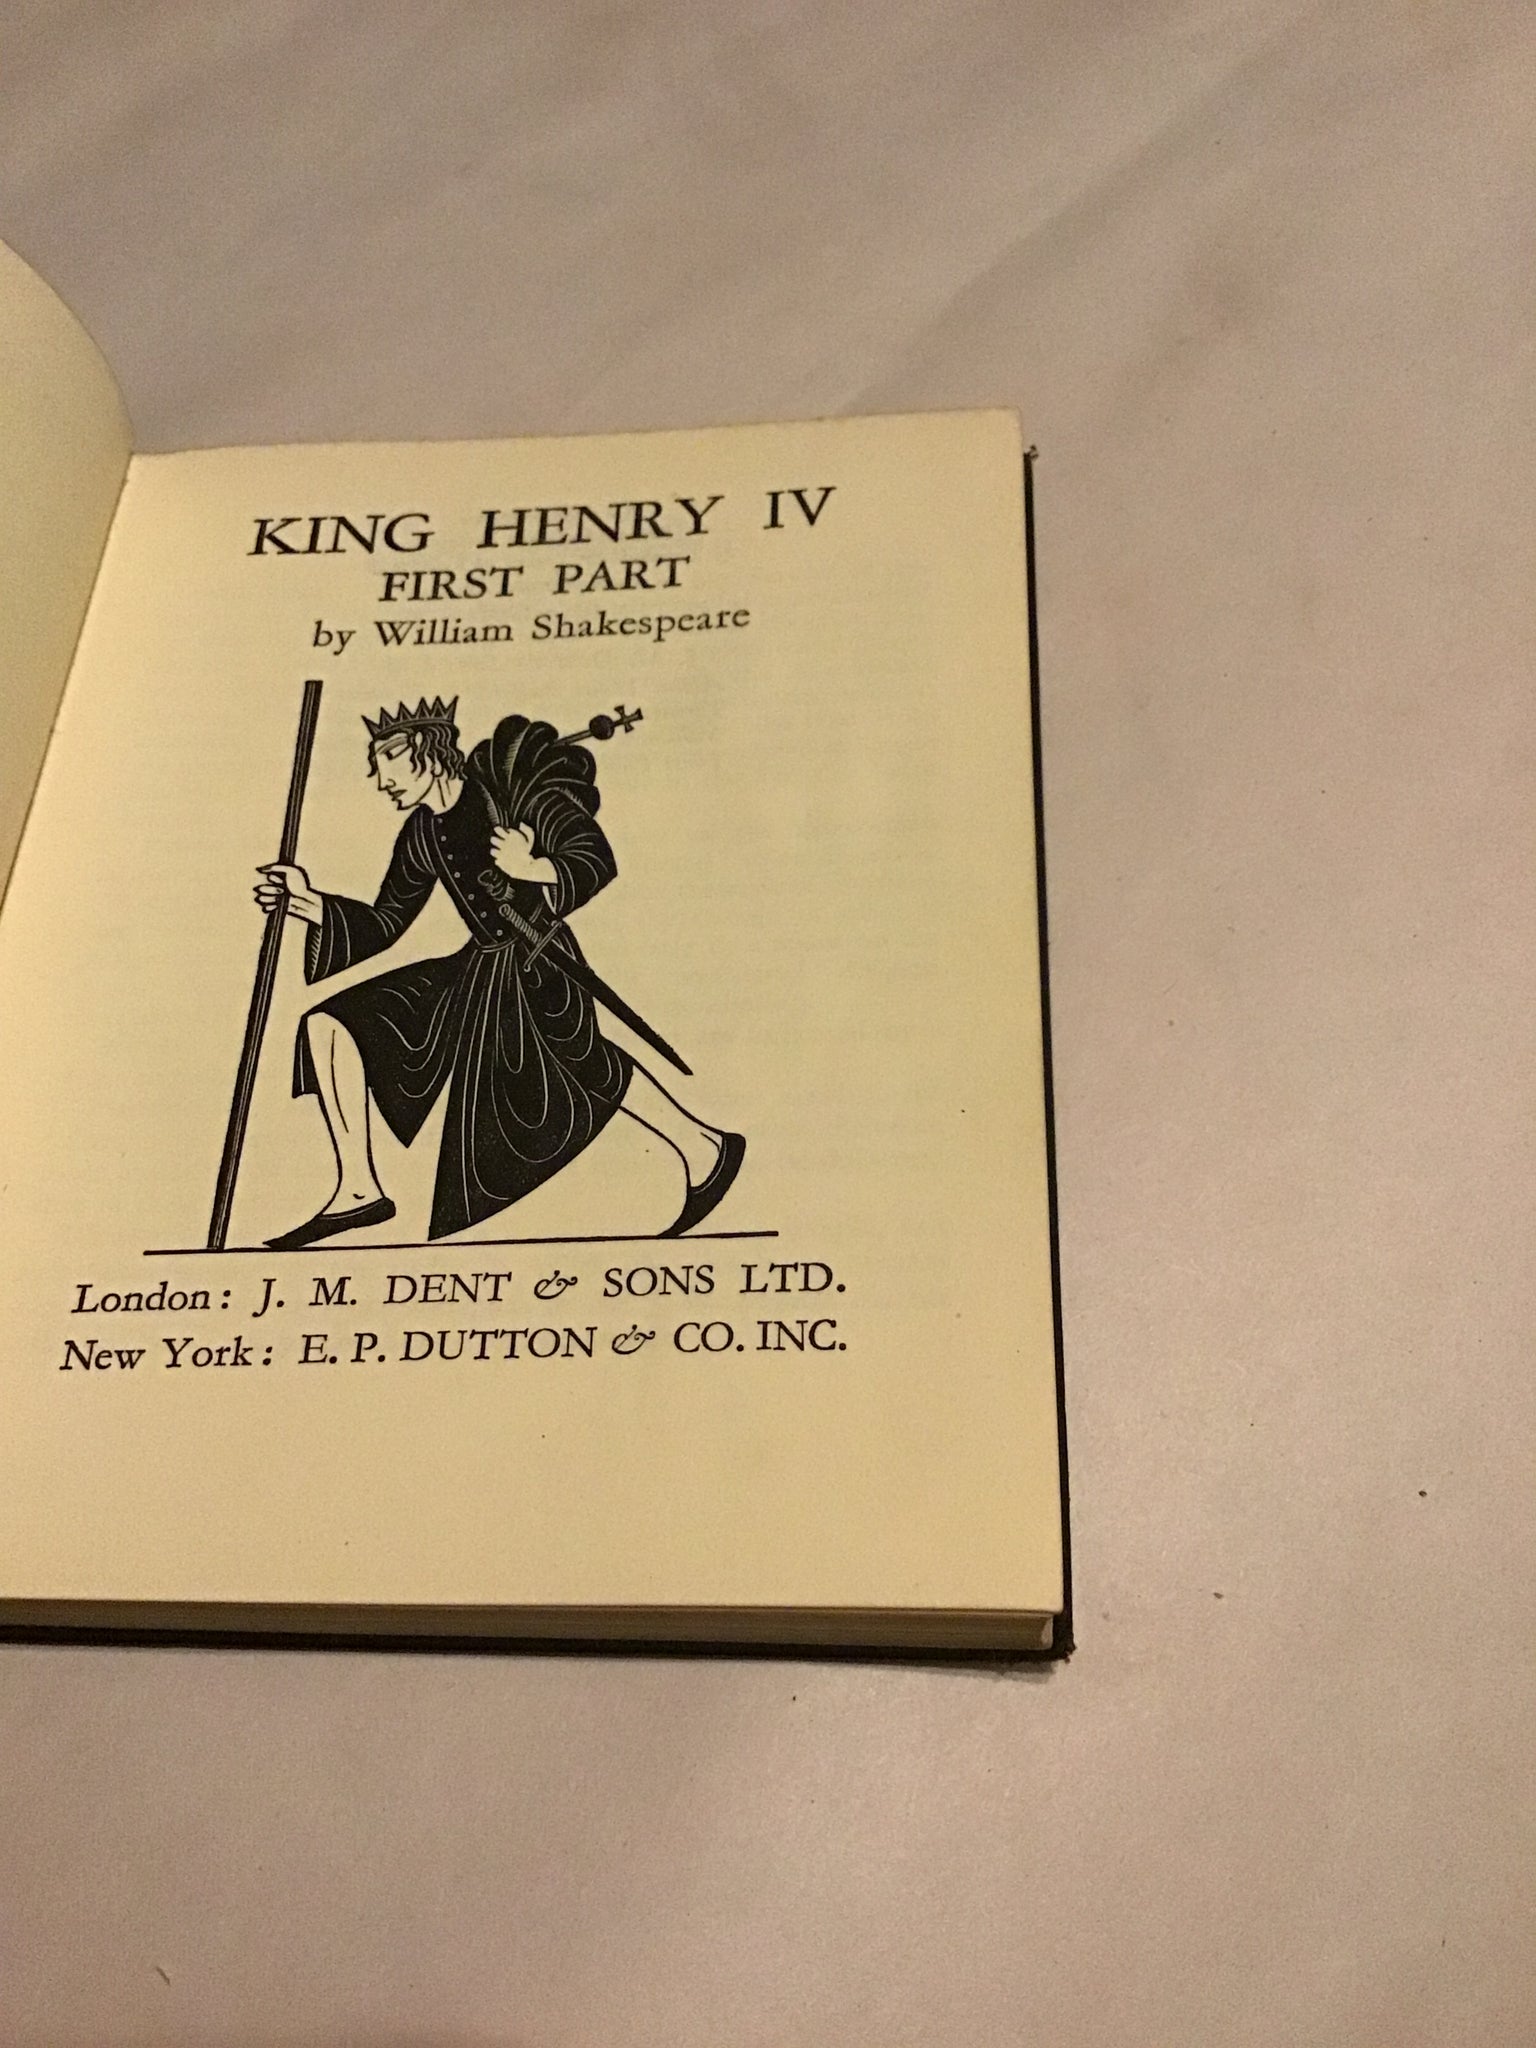 KING HENRY IV
FIRST PART
by William Shakespeare
London: J. M. DENT & SONS LTD.
New York: E. P. DUTTON & CO. INC.